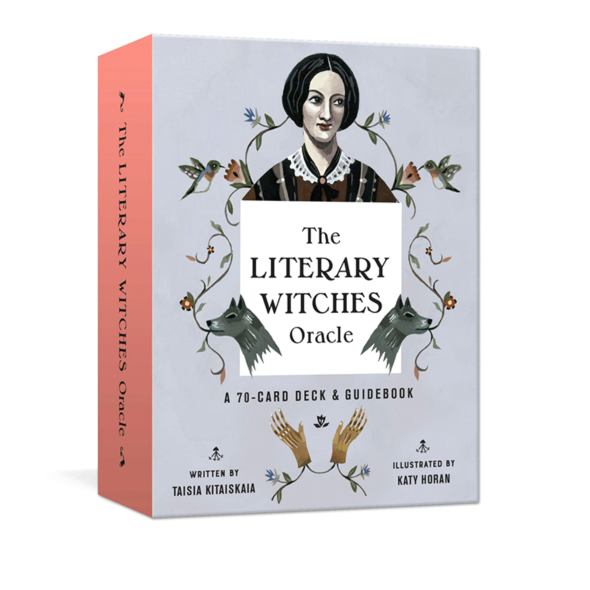 The LITERARY WITCHES Oracle
The
LITERARY
WITCHES
Oracle
A 70-CARD DECK & GUIDEBOOK
WRITTEN BY
TAISIA KITAISKAIA
ILLUSTRATED BY
KATY HORAN